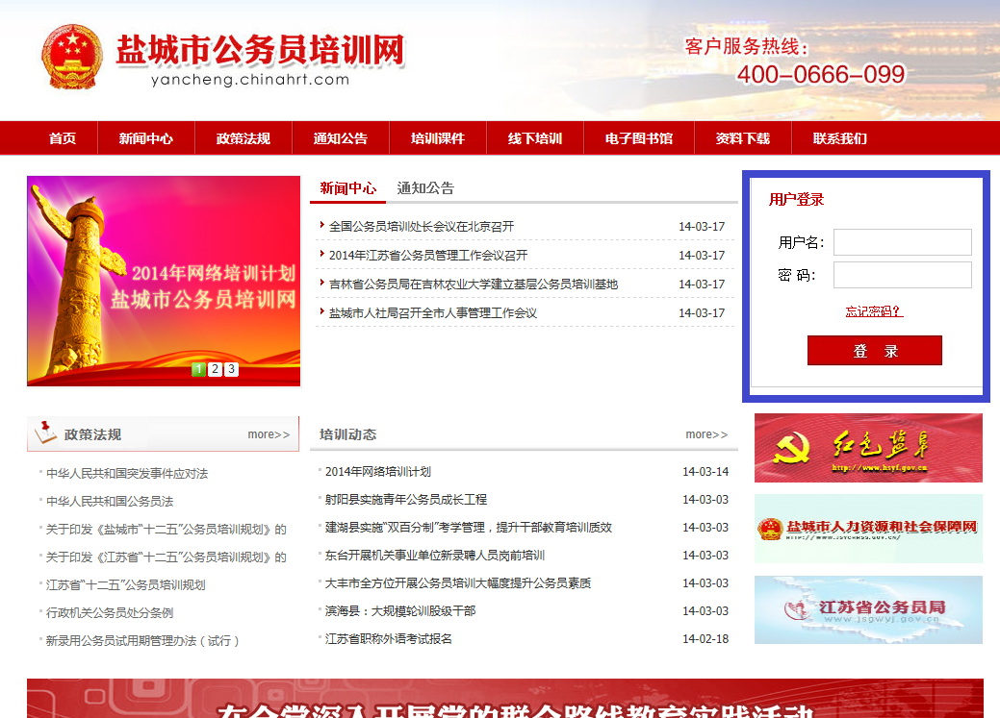 盐城市公务员培训网
yancheng.chinahrt.com
客户服务热线:
400-0666-099
首页 新闻中心 政策法规 通知公告 培训课件 线下培训 电子图书馆 资料下载 联系我们
2014年网络培训计划
盐城市公务员培训网
1 2 3
新闻中心 通知公告
全国公务员培训处长会议在北京召开 14-03-17
2014年江苏省公务员管理工作会议召开 14-03-17
吉林省公务员局在吉林农业大学建立基层公务员培训基地 14-03-17
盐城市人社局召开全市人事管理工作会议 14-03-17
用户登录
用户名:
密 码:
忘记密码?
登 录
政策法规 more>>
中华人民共和国突发事件应对法
中华人民共和国公务员法
关于印发《盐城市“十二五”公务员培训规划》的
关于印发《江苏省“十二五”公务员培训规划》的
江苏省“十二五”公务员培训规划
行政机关公务员处分条例
新录用公务员试用期管理办法（试行）
培训动态 more>>
2014年网络培训计划 14-03-14
射阳县实施青年公务员成长工程 14-03-03
建湖县实施“双百分制”考学管理，提升干部教育培训质效 14-03-03
东台开展机关事业单位新录聘人员岗前培训 14-03-03
大丰市全方位开展公务员培训大幅度提升公务员素质 14-03-03
滨海县：大规模轮训股级干部 14-03-03
江苏省职称外语考试报名 14-02-18
红色盐阜
http://www.hsyf.gov.cn
盐城市人力资源和社会保障网
江苏省公务员局
www.jsgwyj.gov.cn
在全党深入开展党的群众路线教育实践活动